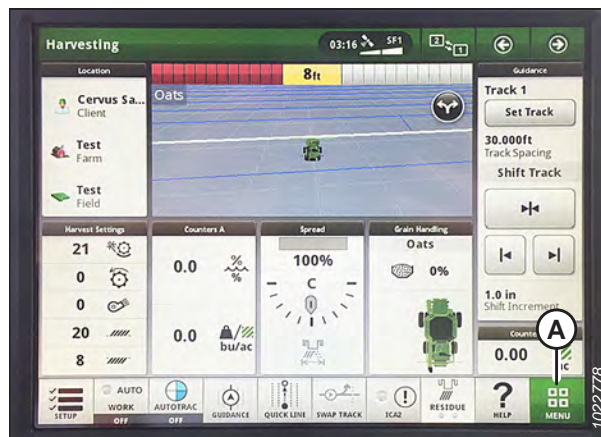 Harvesting
03:16 SF1
2 1
Location
Cervus Sa...
Client
Test
Farm
Test
Field
8ft
Oats
Guidance
Track 1
Set Track
30.000ft
Track Spacing
Shift Track
1.0 in
Shift Increment
Harvest Settings
21
0
0
20
8
Counters A
0.0 % %
0.0 bu/ac
Spread
100%
C
Grain Handling
Oats
0%
0.00
A
SETUP
AUTO
WORK
OFF
AUTOTRAC
OFF
GUIDANCE
QUICK LINE
SWAP TRACK
ICA2
RESIDUE
?
HELP
MENU
1022778